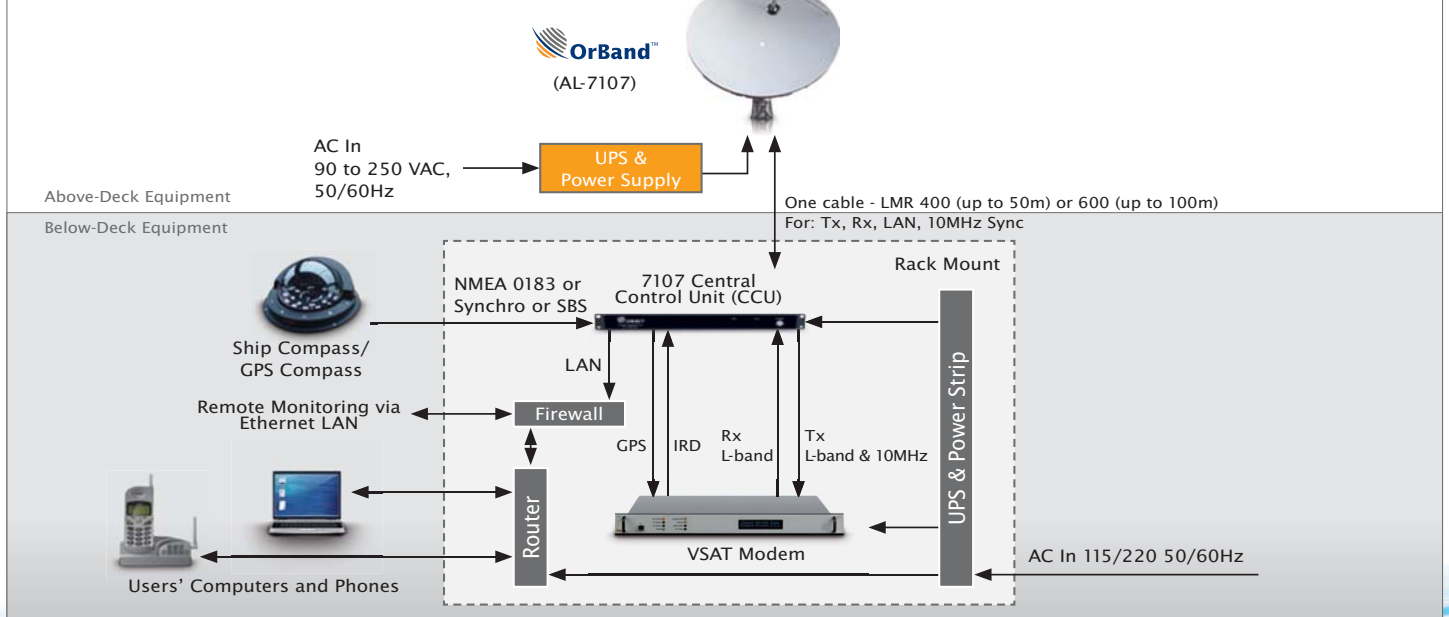 OrBand™
(AL-7107)
AC In
90 to 250 VAC,
50/60Hz
UPS &
Power Supply
Above-Deck Equipment
One cable - LMR 400 (up to 50m) or 600 (up to 100m)
For: Tx, Rx, LAN, 10MHz Sync
Below-Deck Equipment
Rack Mount
NMEA 0183 or
Synchro or SBS
7107 Central
Control Unit (CCU)
Ship Compass/
GPS Compass
LAN
Remote Monitoring via
Ethernet LAN
Firewall
GPS
IRD
Rx
L-band
Tx
L-band & 10MHz
UPS & Power Strip
Router
VSAT Modem
AC In 115/220 50/60Hz
Users’ Computers and Phones